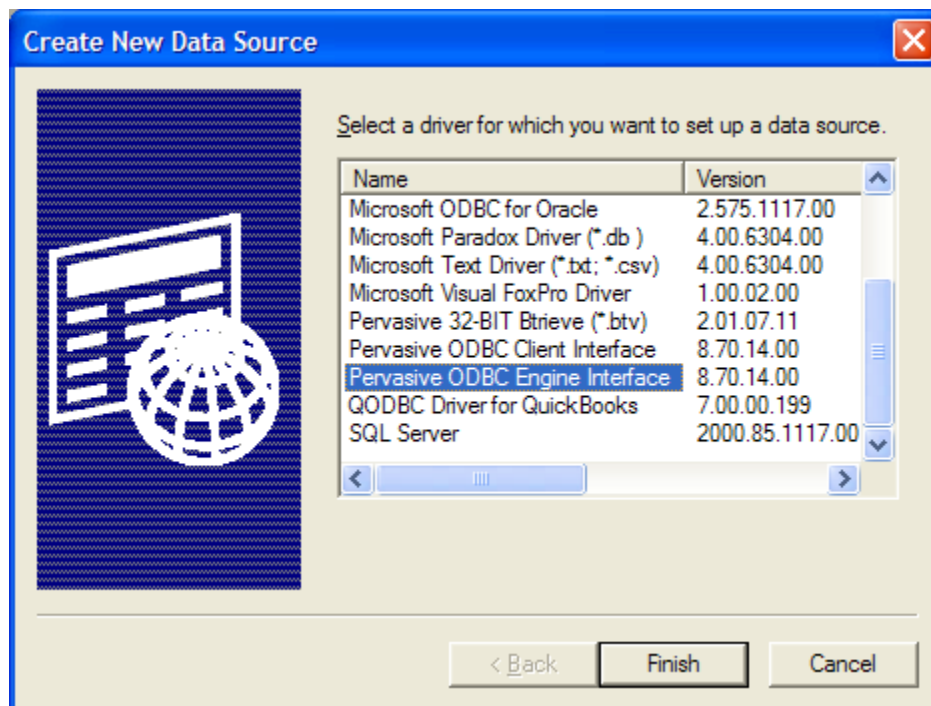 Create New Data Source
Select a driver for which you want to set up a data source.
Name Version
Microsoft ODBC for Oracle 2.575.1117.00
Microsoft Paradox Driver (*.db ) 4.00.6304.00
Microsoft Text Driver (*.txt; *.csv) 4.00.6304.00
Microsoft Visual FoxPro Driver 1.00.02.00
Pervasive 32-BIT Btrieve (*.btv) 2.01.07.11
Pervasive ODBC Client Interface 8.70.14.00
Pervasive ODBC Engine Interface 8.70.14.00
QODBC Driver for QuickBooks 7.00.00.199
SQL Server 2000.85.1117.00
< Back Finish Cancel